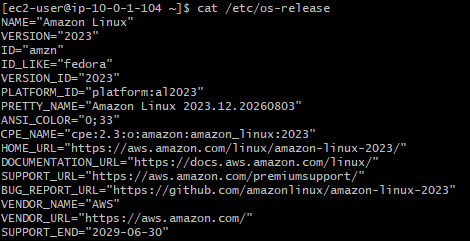 [ec2-user@ip-10-0-1-104 ~]$ cat /etc/os-release
NAME="Amazon Linux"
VERSION="2023"
ID="amzn"
ID_LIKE="fedora"
VERSION_ID="2023"
PLATFORM_ID="platform:al2023"
PRETTY_NAME="Amazon Linux 2023.12.20260803"
ANSI_COLOR="0;33"
CPE_NAME="cpe:2.3:o:amazon:amazon_linux:2023"
HOME_URL="https://aws.amazon.com/linux/amazon-linux-2023/"
DOCUMENTATION_URL="https://docs.aws.amazon.com/linux/"
SUPPORT_URL="https://aws.amazon.com/premiumsupport/"
BUG_REPORT_URL="https://github.com/amazonlinux/amazon-linux-2023"
VENDOR_NAME="AWS"
VENDOR_URL="https://aws.amazon.com/"
SUPPORT_END="2029-06-30"